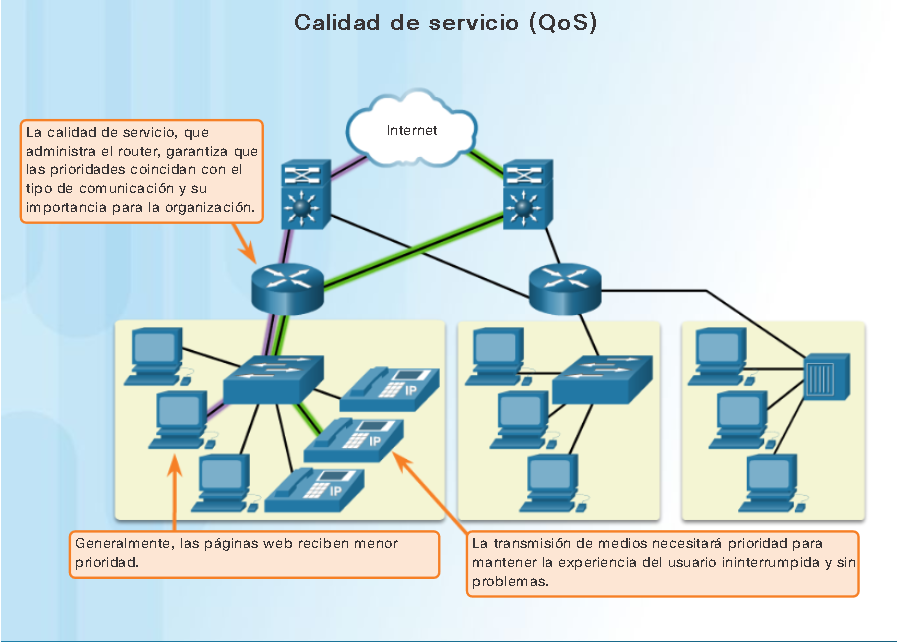 Calidad de servicio (QoS)
Internet
La calidad de servicio, que
administra el router, garantiza que
las prioridades coincidan con el
tipo de comunicación y su
importancia para la organización.
IP
IP
IP
Generalmente, las páginas web reciben menor
prioridad.
La transmisión de medios necesitará prioridad para
mantener la experiencia del usuario ininterrumpida y sin
problemas.